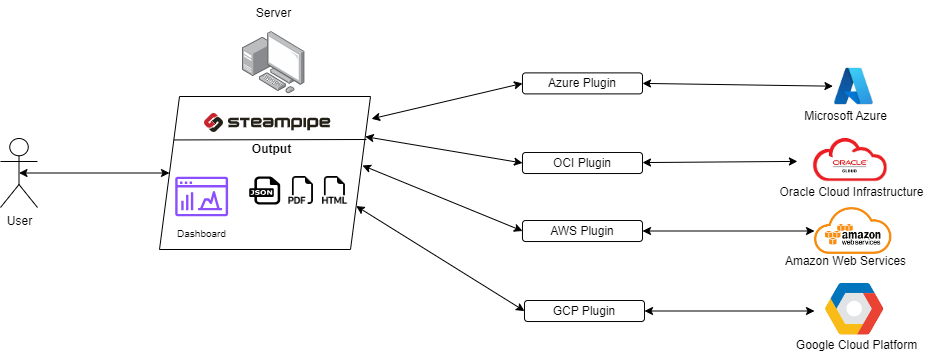 Server
STEAMPIPE
Output
JSON
PDF
HTML
Dashboard
User
Azure Plugin
Microsoft Azure
OCI Plugin
ORACLE
CLOUD
Oracle Cloud Infrastructure
AWS Plugin
amazon
webservices
Amazon Web Services
GCP Plugin
Google Cloud Platform